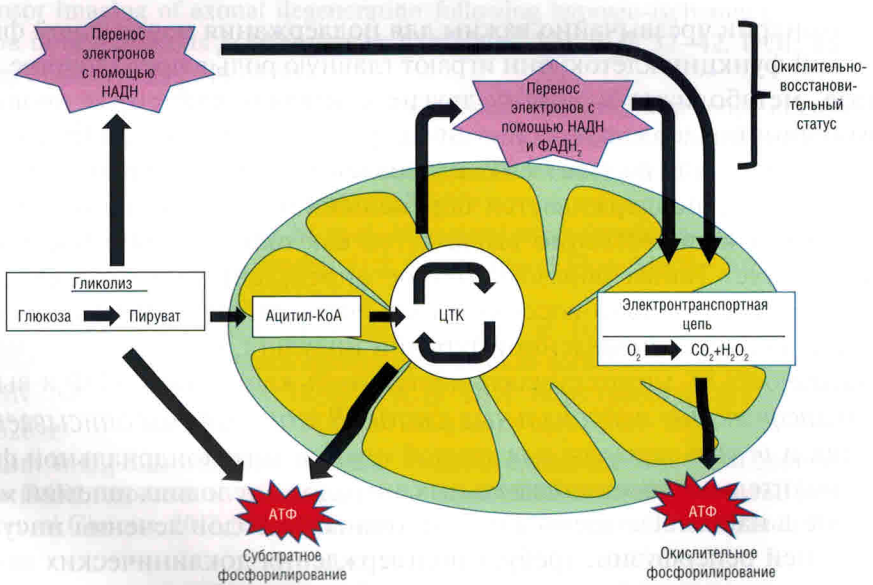 Перенос
электронов
с помощью
НАДН
Перенос
электронов с
помощью НАДН
и ФАДН₂
Окислительно-
восстанови-
тельный
статус
Гликолиз
Глюкоза Пируват
Ацитил-КоА
ЦТК
Электронтранспортная
цепь
O₂ CO₂+H₂O₂
АТФ
Субстратное
фосфорилирование
АТФ
Окислительное
фосфорилирование